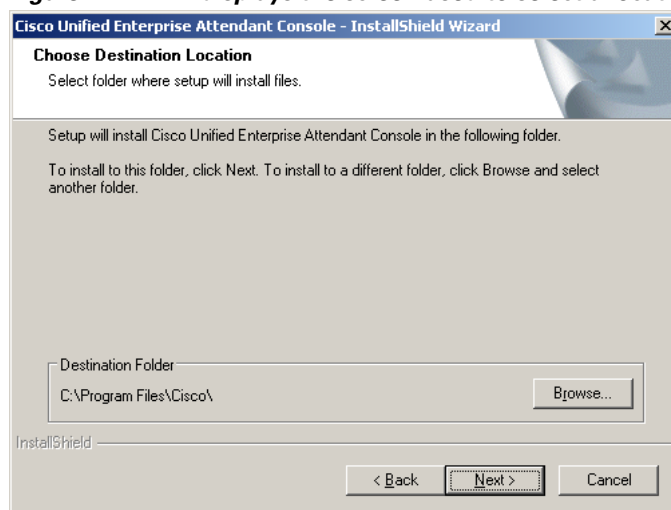 Cisco Unified Enterprise Attendant Console - InstallShield Wizard
Choose Destination Location
Select folder where setup will install files.
Setup will install Cisco Unified Enterprise Attendant Console in the following folder.
To install to this folder, click Next. To install to a different folder, click Browse and select
another folder.
Destination Folder
C:\Program Files\Cisco\
Browse...
InstallShield
< Back
Next >
Cancel